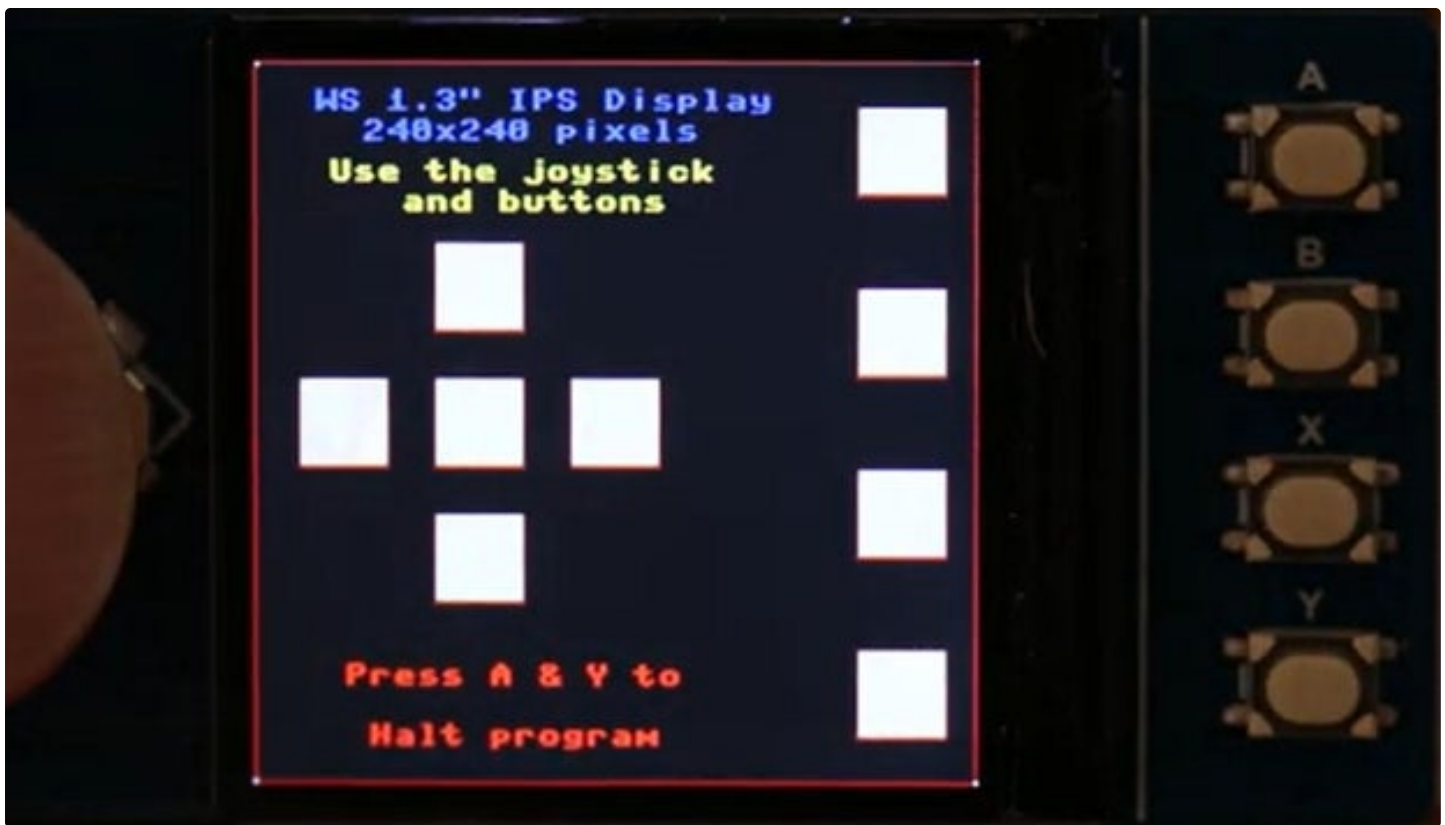 WS 1.3" IPS Display
240x240 pixels
Use the joystick
and buttons
Press A & Y to
Halt program
A
B
X
Y